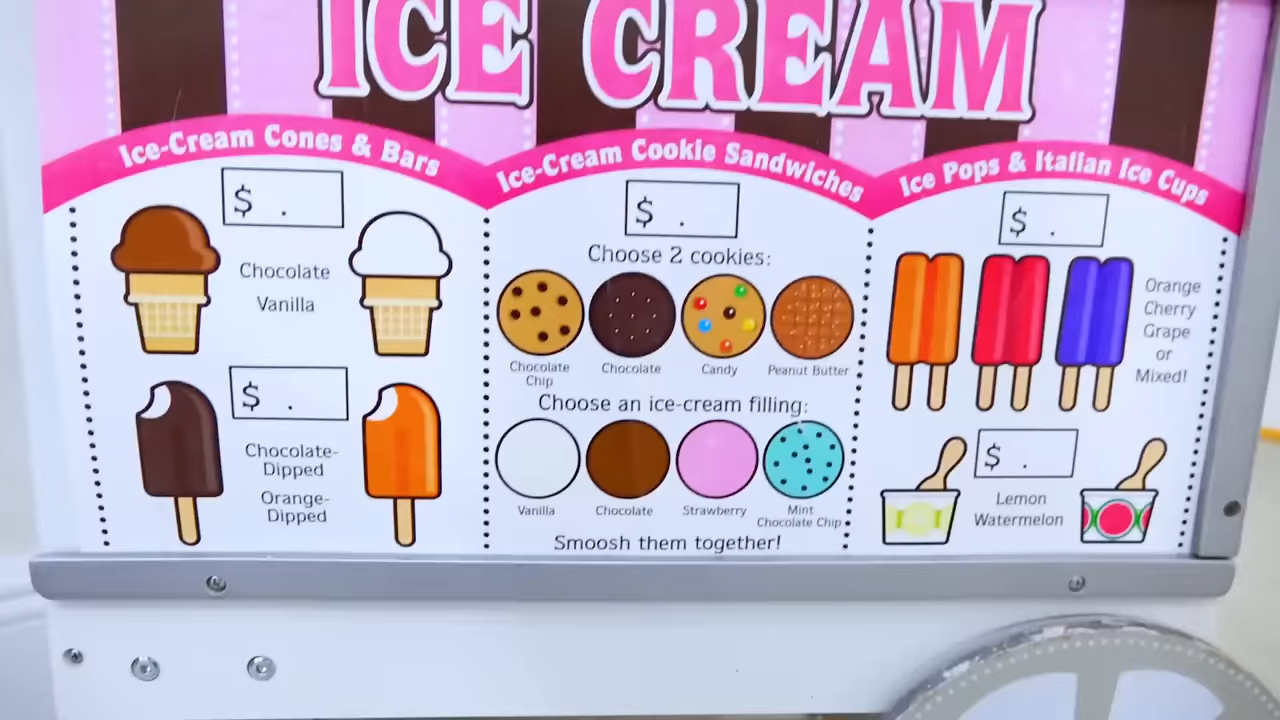 ICE CREAM
Ice-Cream Cones & Bars
$ .
Chocolate
Vanilla
$ .
Chocolate-
Dipped
Orange-
Dipped
Ice-Cream Cookie Sandwiches
$ .
Choose 2 cookies:
Chocolate
Chip
Chocolate
Candy
Peanut Butter
Choose an ice-cream filling:
Vanilla
Chocolate
Strawberry
Mint
Chocolate Chip
Smoosh them together!
Ice Pops & Italian Ice Cups
$ .
Orange
Cherry
Grape
or
Mixed!
$ .
Lemon
Watermelon